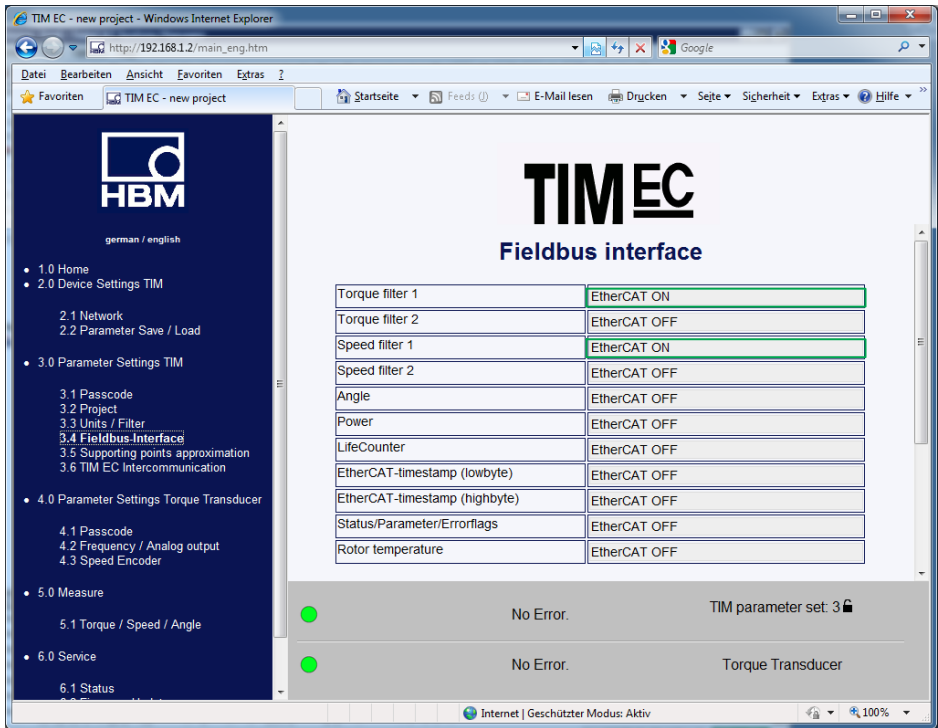 TIM EC - new project - Windows Internet Explorer
http://192.168.1.2/main_eng.htm
Google
Datei Bearbeiten Ansicht Favoriten Extras ?
Favoriten TIM EC - new project Startseite Feeds (J) E-Mail lesen Drucken Seite Sicherheit Extras Hilfe »
HBM
german / english
1.0 Home
2.0 Device Settings TIM
2.1 Network
2.2 Parameter Save / Load
3.0 Parameter Settings TIM
3.1 Passcode
3.2 Project
3.3 Units / Filter
3.4 Fieldbus-Interface
3.5 Supporting points approximation
3.6 TIM EC Intercommunication
4.0 Parameter Settings Torque Transducer
4.1 Passcode
4.2 Frequency / Analog output
4.3 Speed Encoder
5.0 Measure
5.1 Torque / Speed / Angle
6.0 Service
6.1 Status
TIM EC
Fieldbus interface
Torque filter 1 EtherCAT ON
Torque filter 2 EtherCAT OFF
Speed filter 1 EtherCAT ON
Speed filter 2 EtherCAT OFF
Angle EtherCAT OFF
Power EtherCAT OFF
LifeCounter EtherCAT OFF
EtherCAT-timestamp (lowbyte) EtherCAT OFF
EtherCAT-timestamp (highbyte) EtherCAT OFF
Status/Parameter/Errorflags EtherCAT OFF
Rotor temperature EtherCAT OFF
No Error. TIM parameter set: 3
No Error. Torque Transducer
Internet | Geschützter Modus: Aktiv 100%